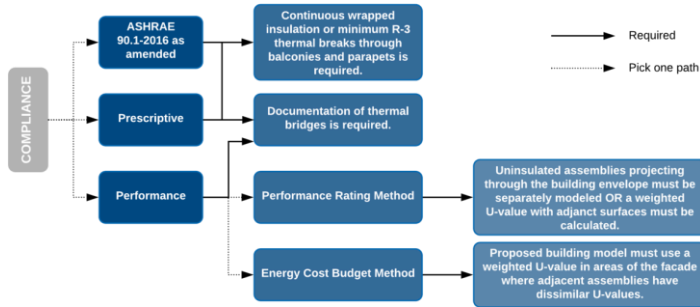 COMPLIANCE
ASHRAE
90.1-2016 as
amended
Prescriptive
Performance
Continuous wrapped
insulation or minimum R-3
thermal breaks through
balconies and parapets is
required.
Documentation of thermal
bridges is required.
Performance Rating Method
Energy Cost Budget Method
Required
Pick one path
Uninsulated assemblies projecting
through the building envelope must be
separately modeled OR a weighted
U-value with adjanct surfaces must be
calculated.
Proposed building model must use a
weighted U-value in areas of the facade
where adjacent assemblies have
dissimilar U-values.